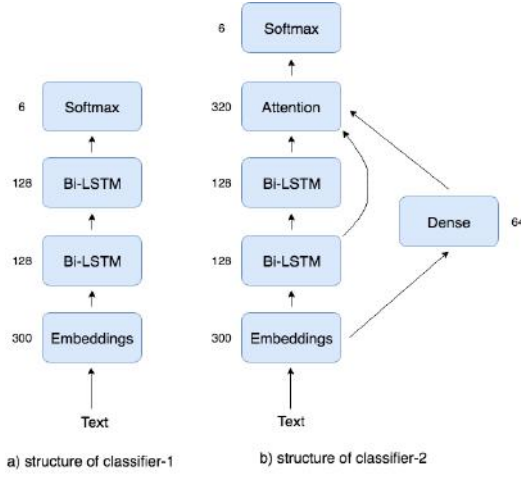 6 Softmax
320 Attention
6 Softmax
128 Bi-LSTM
128 Bi-LSTM
128 Bi-LSTM
128 Bi-LSTM
Dense 64
300 Embeddings
300 Embeddings
Text
Text
a) structure of classifier-1
b) structure of classifier-2